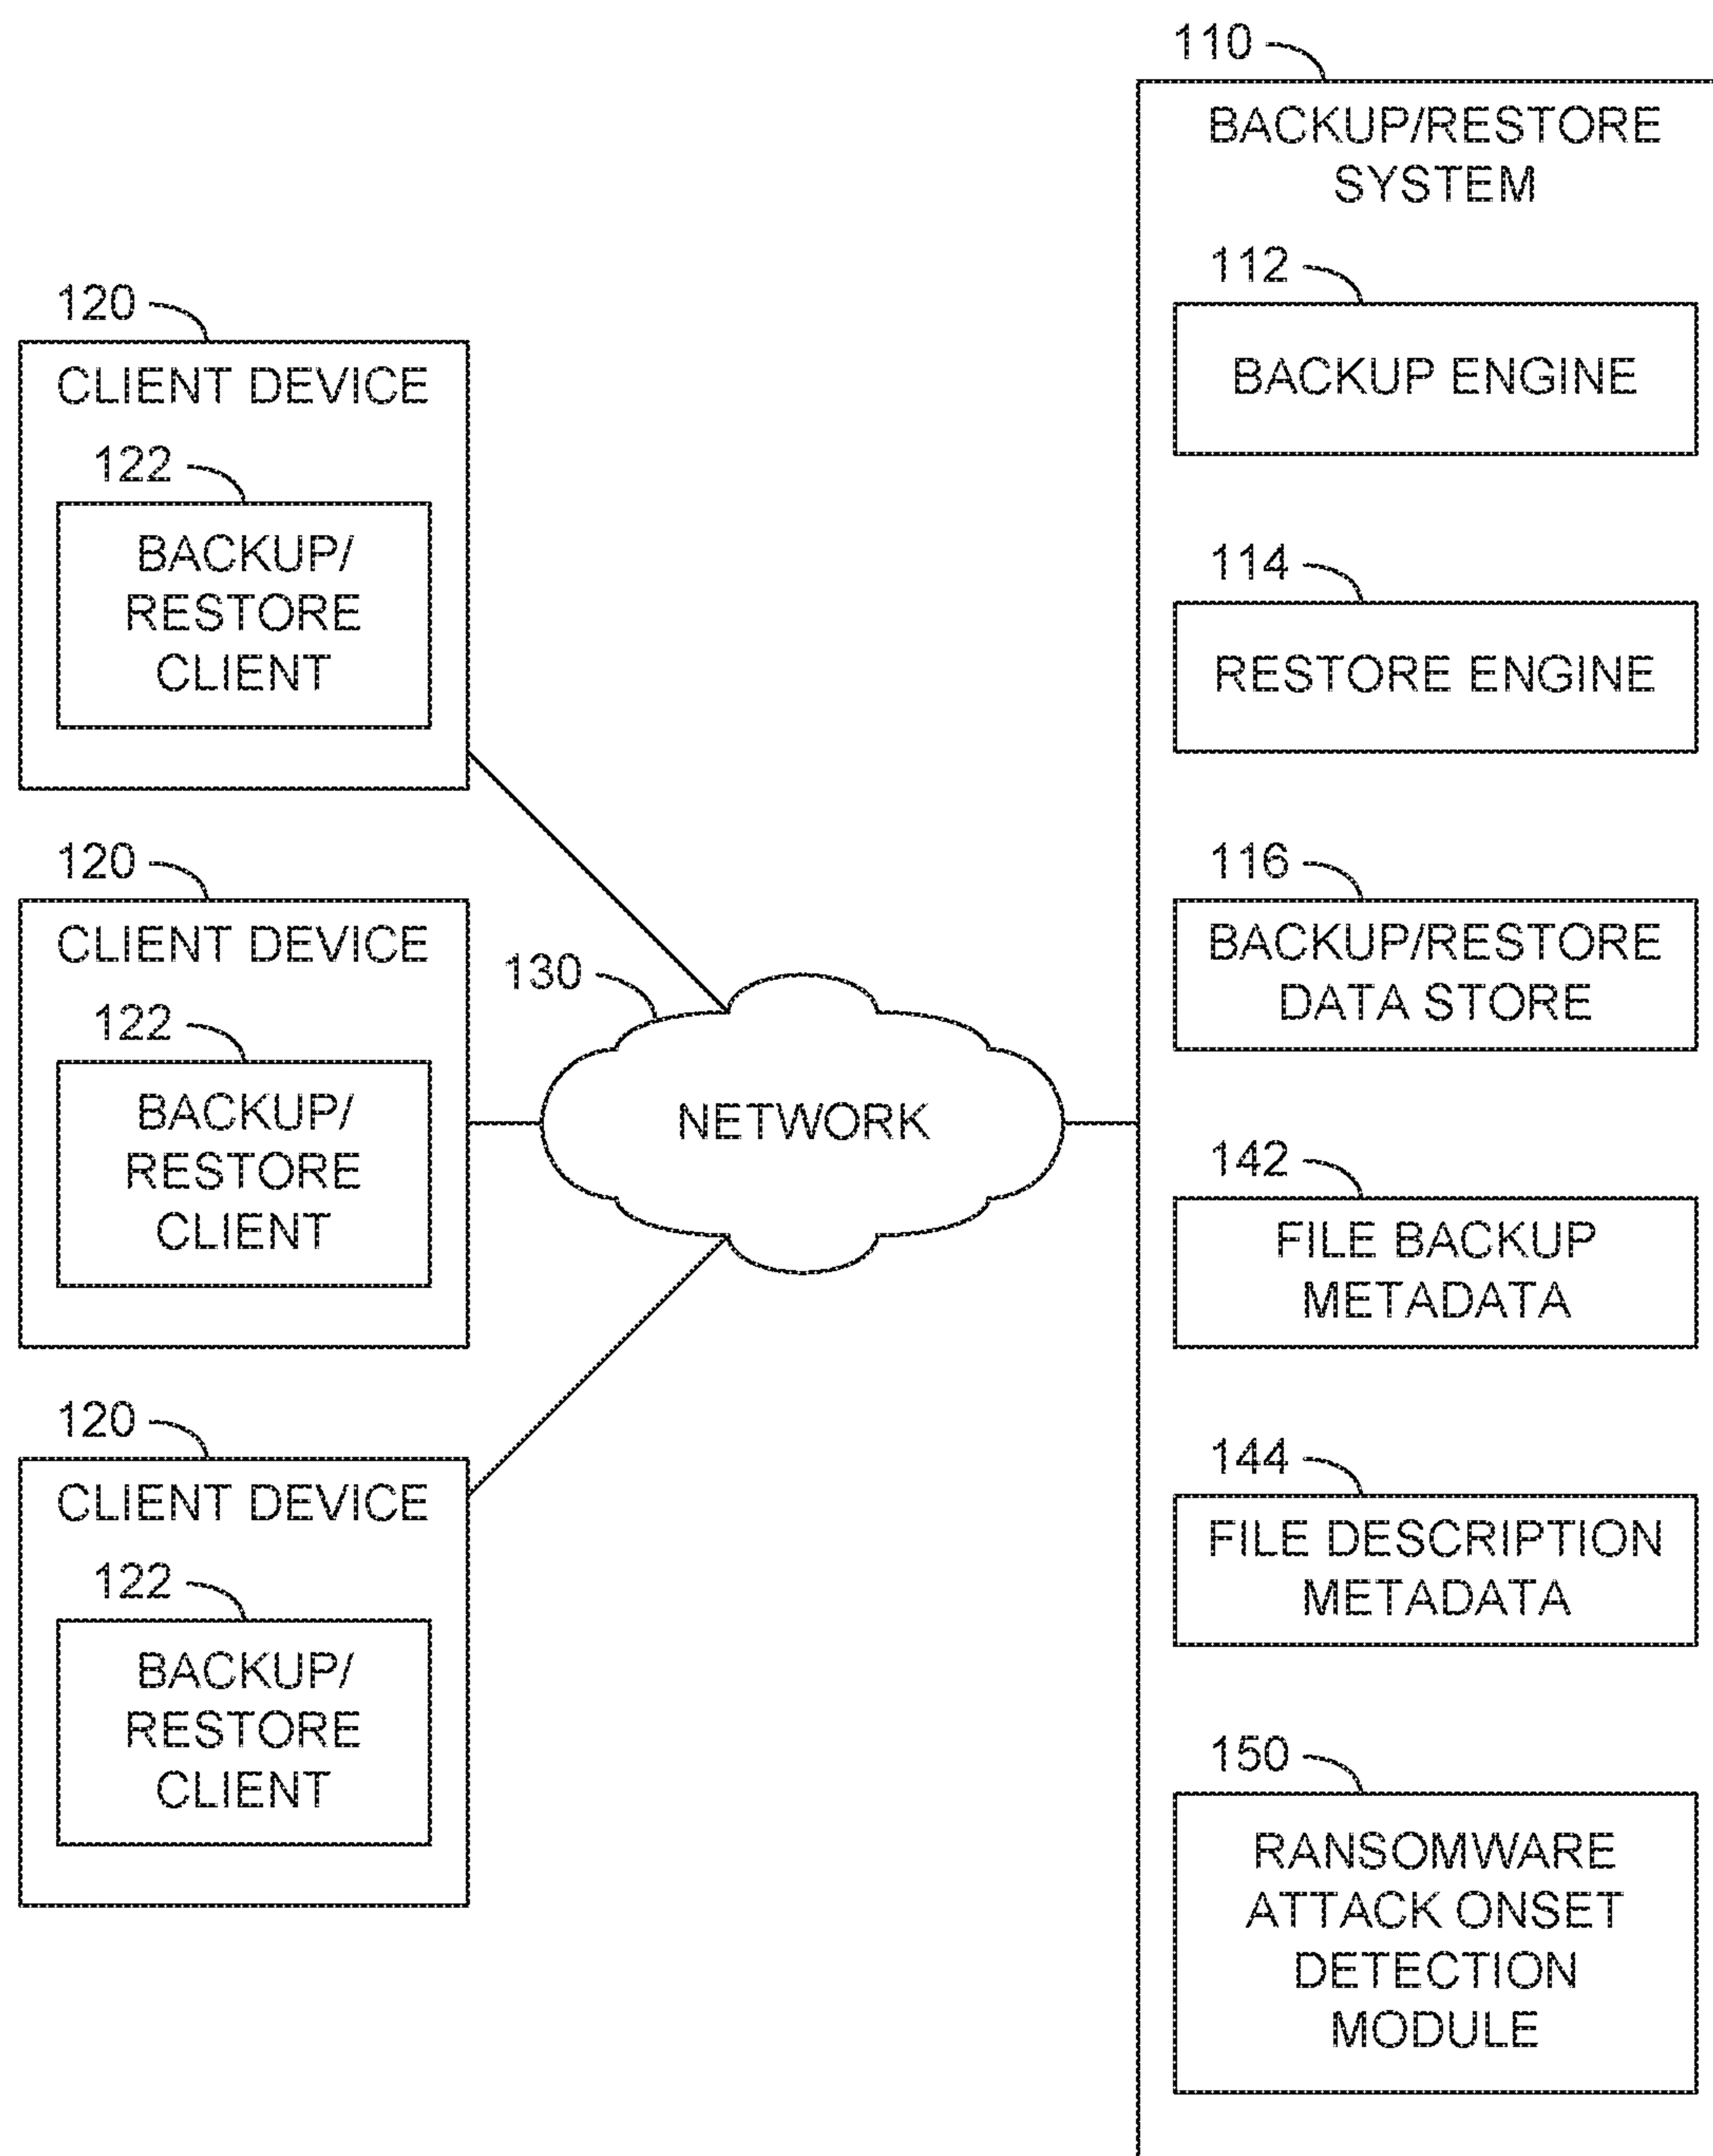 110
BACKUP/RESTORE
SYSTEM
112
BACKUP ENGINE
114
RESTORE ENGINE
116
BACKUP/RESTORE
DATA STORE
142
FILE BACKUP
METADATA
144
FILE DESCRIPTION
METADATA
150
RANSOMWARE
ATTACK ONSET
DETECTION
MODULE
120
CLIENT DEVICE
122
BACKUP/
RESTORE
CLIENT
120
CLIENT DEVICE
122
BACKUP/
RESTORE
CLIENT
120
CLIENT DEVICE
122
BACKUP/
RESTORE
CLIENT
130
NETWORK